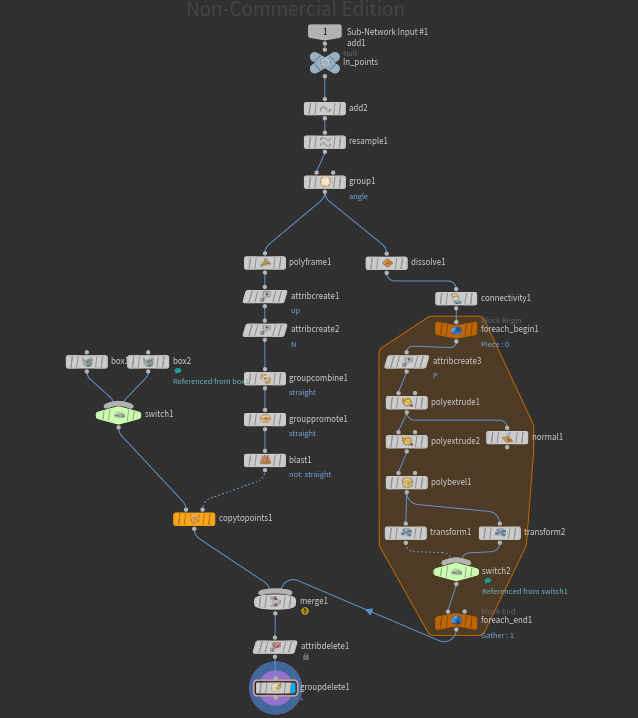 Non-Commercial Edition
1
Sub-Network Input #1
add1
Null
In_points
add2
resample1
group1
angle
polyframe1
dissolve1
attribcreate1
up
connectivity1
attribcreate2
N
Block Begin
foreach_begin1
Piece : 0
box1
box2
Referenced from box
attribcreate3
P
groupcombine1
straight
polyextrude1
switch1
grouppromote1
straight
polyextrude2
normal1
blast1
not: straight
polybevel1
copytopoints1
transform1
transform2
switch2
Referenced from switch1
merge1
Block End
foreach_end1
Gather : 1
attribdelete1
groupdelete1
*